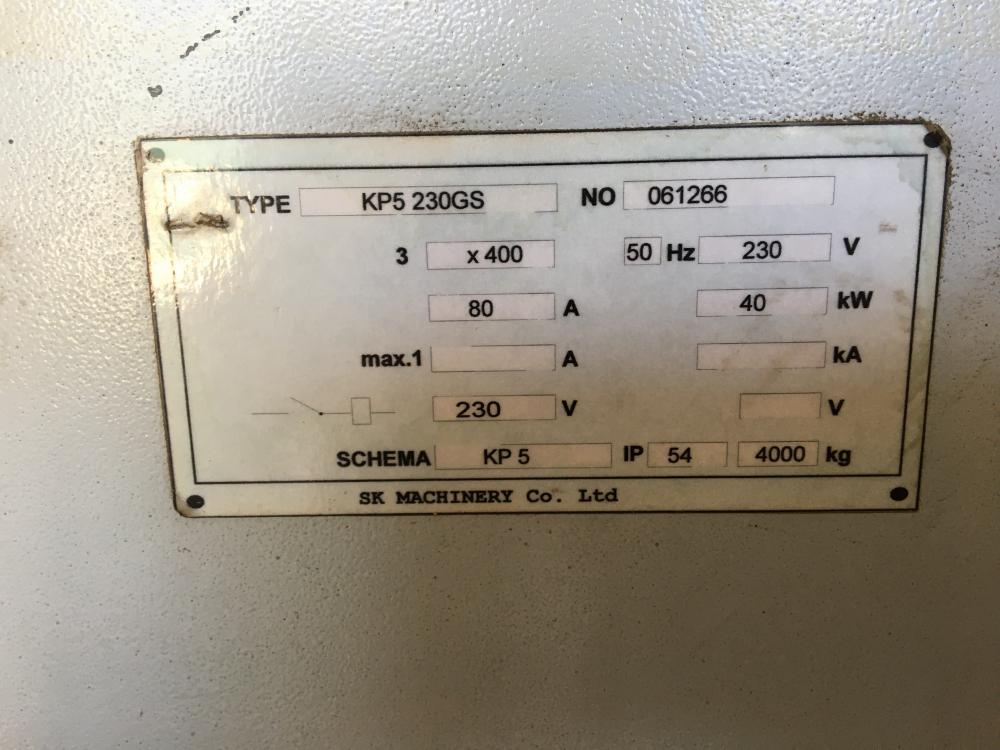 TYPE KP5 230GS NO 061266
3 x 400 50 Hz 230 V
80 A 40 kW
max.1 A kA
230 V V
SCHEMA KP 5 IP 54 4000 kg
SK MACHINERY Co. Ltd